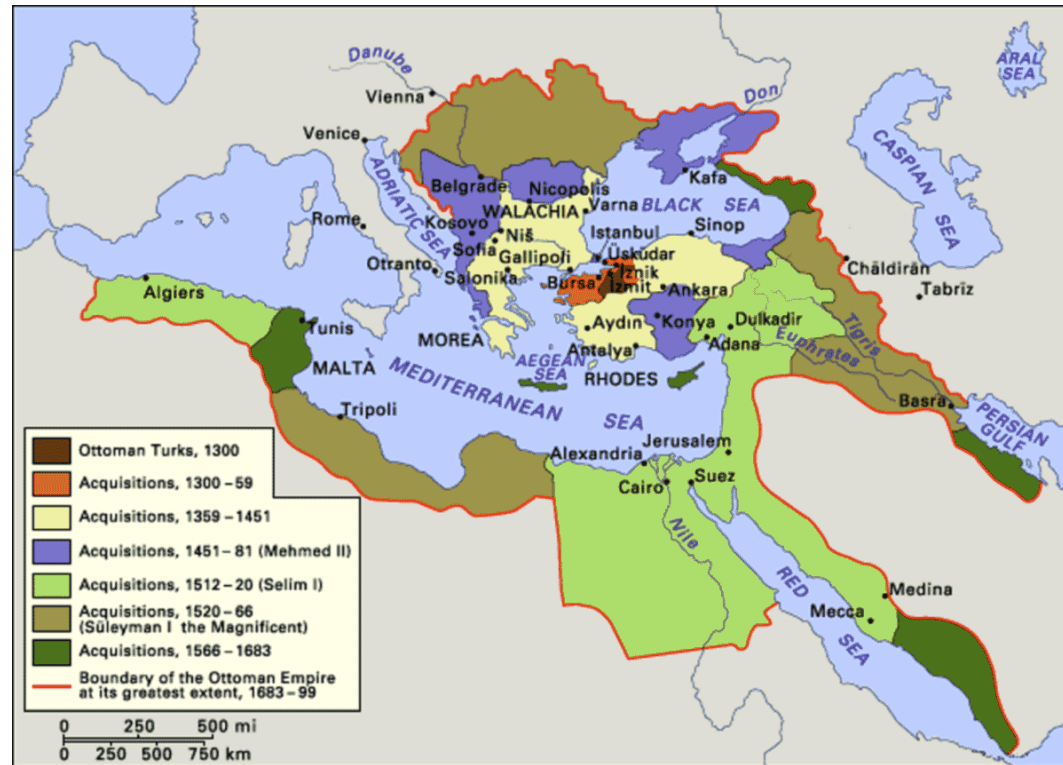 Danube
Vienna
Don
ARAL
SEA
Venice
CASPIAN
SEA
ADRIATIC SEA
Belgrade
Nicopolis
Kafa
WALACHIA
Varna
BLACK SEA
Rome
Kosovo
Niš
Istanbul
Sinop
Sofia
Otranto
Gallipoli
Üsküdar
Salonika
İznik
Chāldirān
Algiers
Bursa
İzmit
Ankara
Tabrīz
Tunis
Aydın
Konya
Dulkadir
Tigris
MOREA
Antalya
Adana
Euphrates
MALTA
AEGEAN
SEA
RHODES
MEDITERRANEAN
SEA
Basra
PERSIAN
GULF
Tripoli
Jerusalem
Alexandria
Cairo
Suez
Nile
RED
SEA
Medina
Mecca
Ottoman Turks, 1300
Acquisitions, 1300–59
Acquisitions, 1359–1451
Acquisitions, 1451–81 (Mehmed II)
Acquisitions, 1512–20 (Selim I)
Acquisitions, 1520–66
(Süleyman I the Magnificent)
Acquisitions, 1566–1683
Boundary of the Ottoman Empire
at its greatest extent, 1683–99
0 250 500 mi
0 250 500 750 km